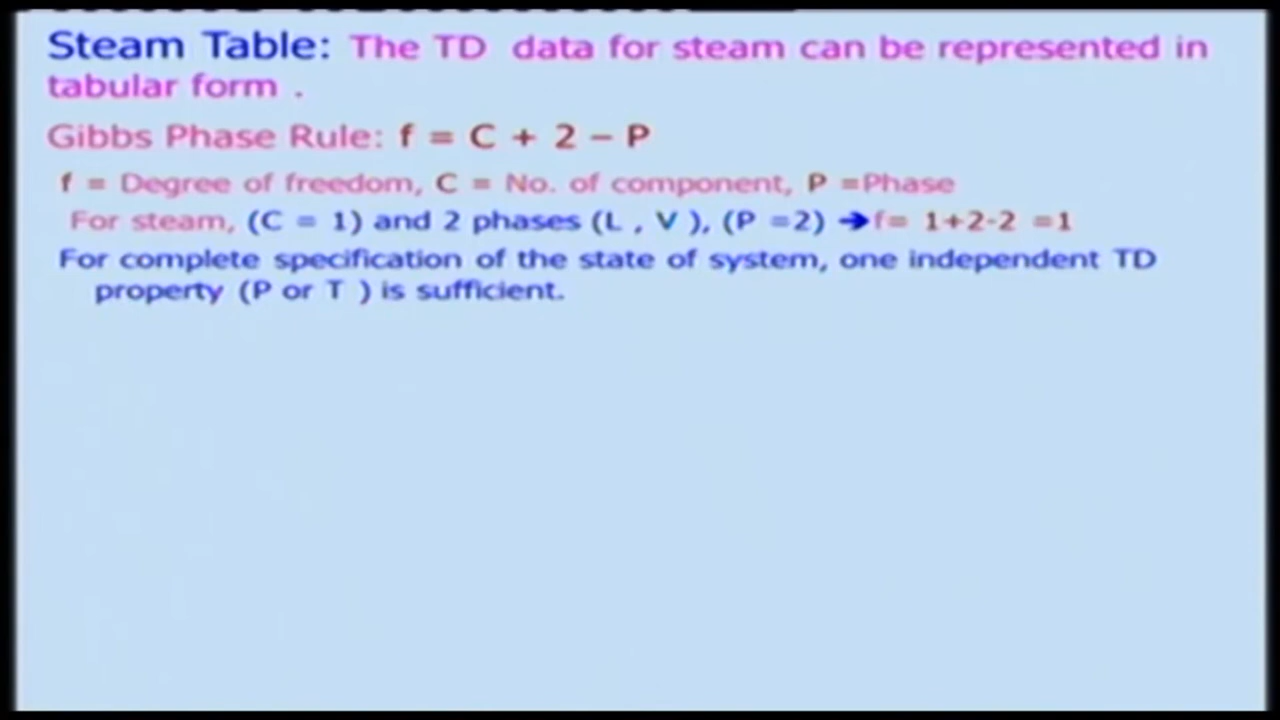 Steam Table: The TD data for steam can be represented in
tabular form .
Gibbs Phase Rule: f = C + 2 – P
f = Degree of freedom, C = No. of component, P =Phase
For steam, (C = 1) and 2 phases (L , V ), (P =2) ➔f= 1+2-2 =1
For complete specification of the state of system, one independent TD
property (P or T ) is sufficient.